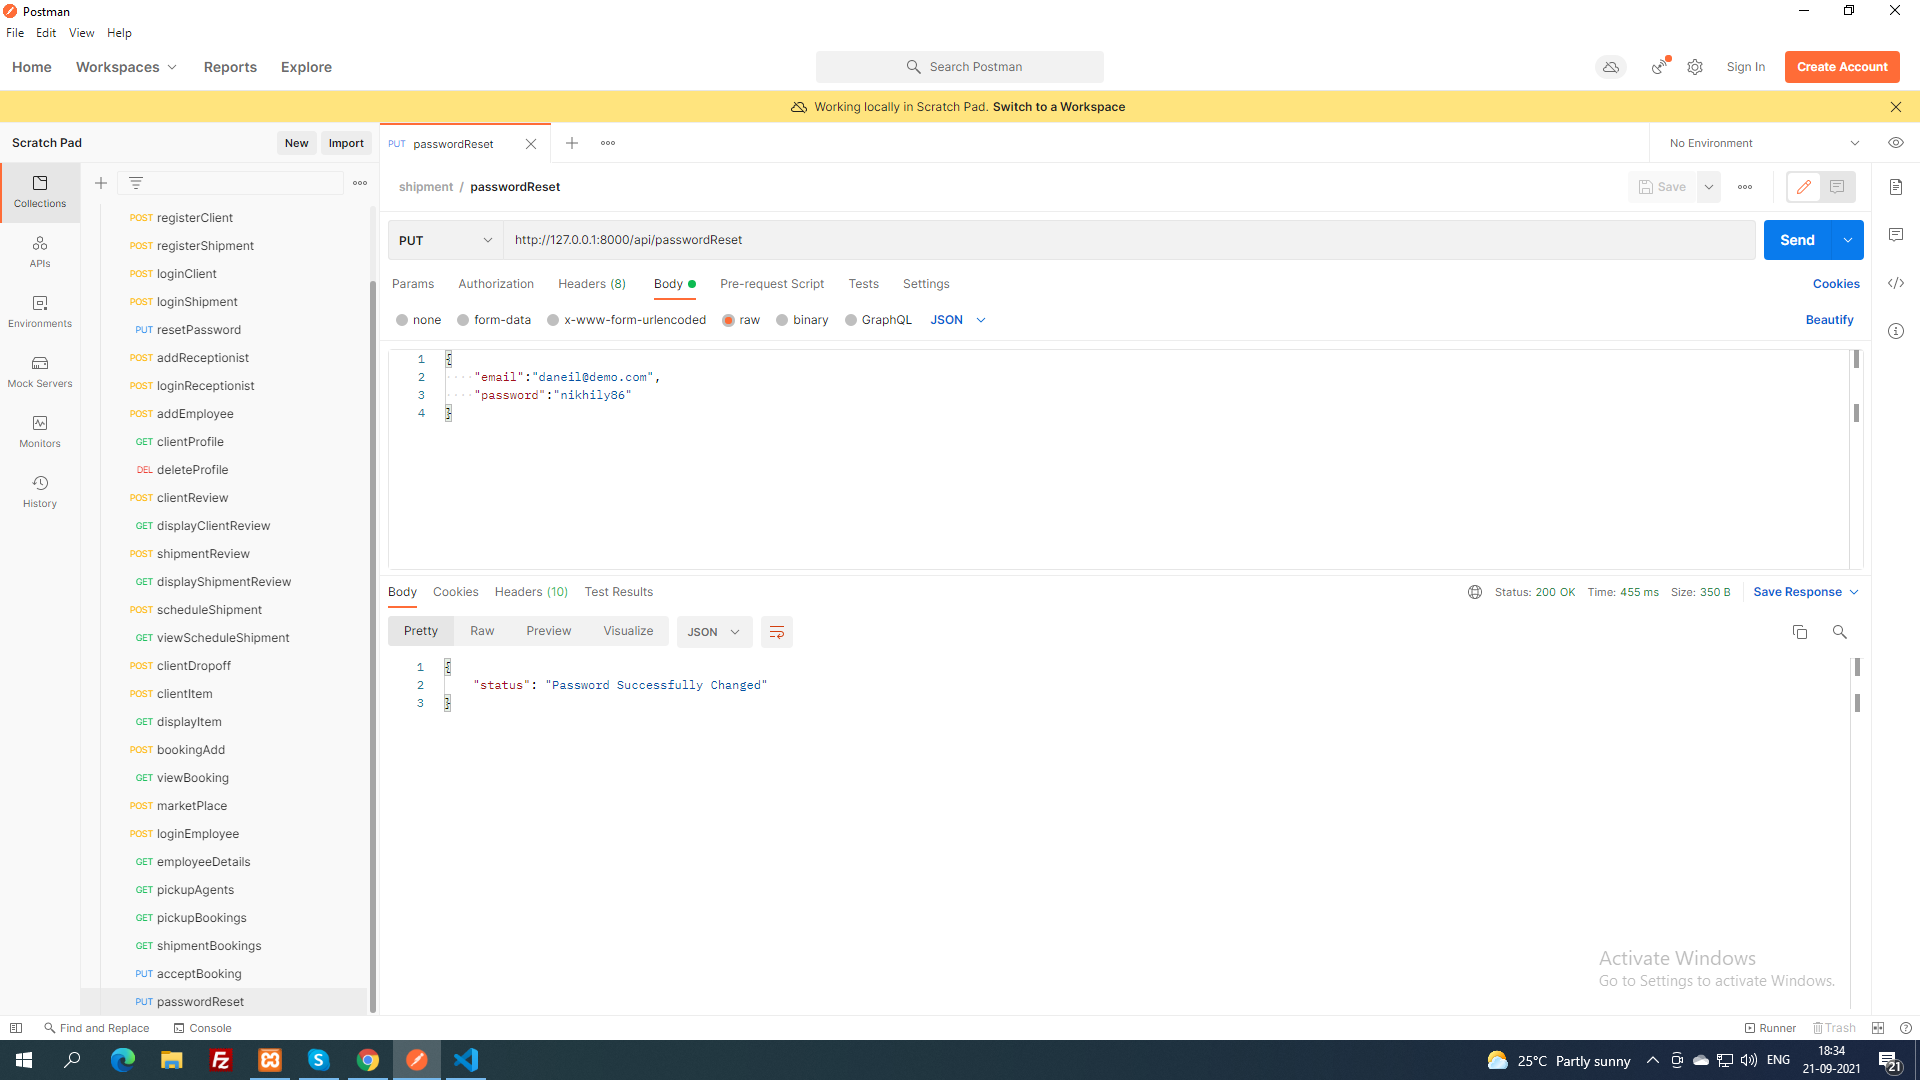 Postman
File Edit View Help
Home Workspaces Reports Explore
Search Postman
Sign In
Create Account
Working locally in Scratch Pad. Switch to a Workspace
Scratch Pad
New
Import
PUT passwordReset
No Environment
Collections
APIs
Environments
Mock Servers
Monitors
History
POST registerClient
POST registerShipment
POST loginClient
POST loginShipment
PUT resetPassword
POST addReceptionist
POST loginReceptionist
POST addEmployee
GET clientProfile
DEL deleteProfile
POST clientReview
GET displayClientReview
POST shipmentReview
GET displayShipmentReview
POST scheduleShipment
GET viewScheduleShipment
POST clientDropoff
POST clientItem
GET displayItem
POST bookingAdd
GET viewBooking
POST marketPlace
POST loginEmployee
GET employeeDetails
GET pickupAgents
GET pickupBookings
GET shipmentBookings
PUT acceptBooking
PUT passwordReset
shipment / passwordReset
Save
PUT
http://127.0.0.1:8000/api/passwordReset
Send
Params Authorization Headers (8) Body Pre-request Script Tests Settings
Cookies
none form-data x-www-form-urlencoded raw binary GraphQL JSON
Beautify
1 {
2 "email":"daneil@demo.com",
3 "password":"nikhily86"
4 }
Body Cookies Headers (10) Test Results
Status: 200 OK Time: 455 ms Size: 350 B
Save Response
Pretty Raw Preview Visualize JSON
1 {
2 "status": "Password Successfully Changed"
3 }
Activate Windows
Go to Settings to activate Windows.
Find and Replace Console
Runner Trash
25°C Partly sunny
ENG
18:34
21-09-2021
21